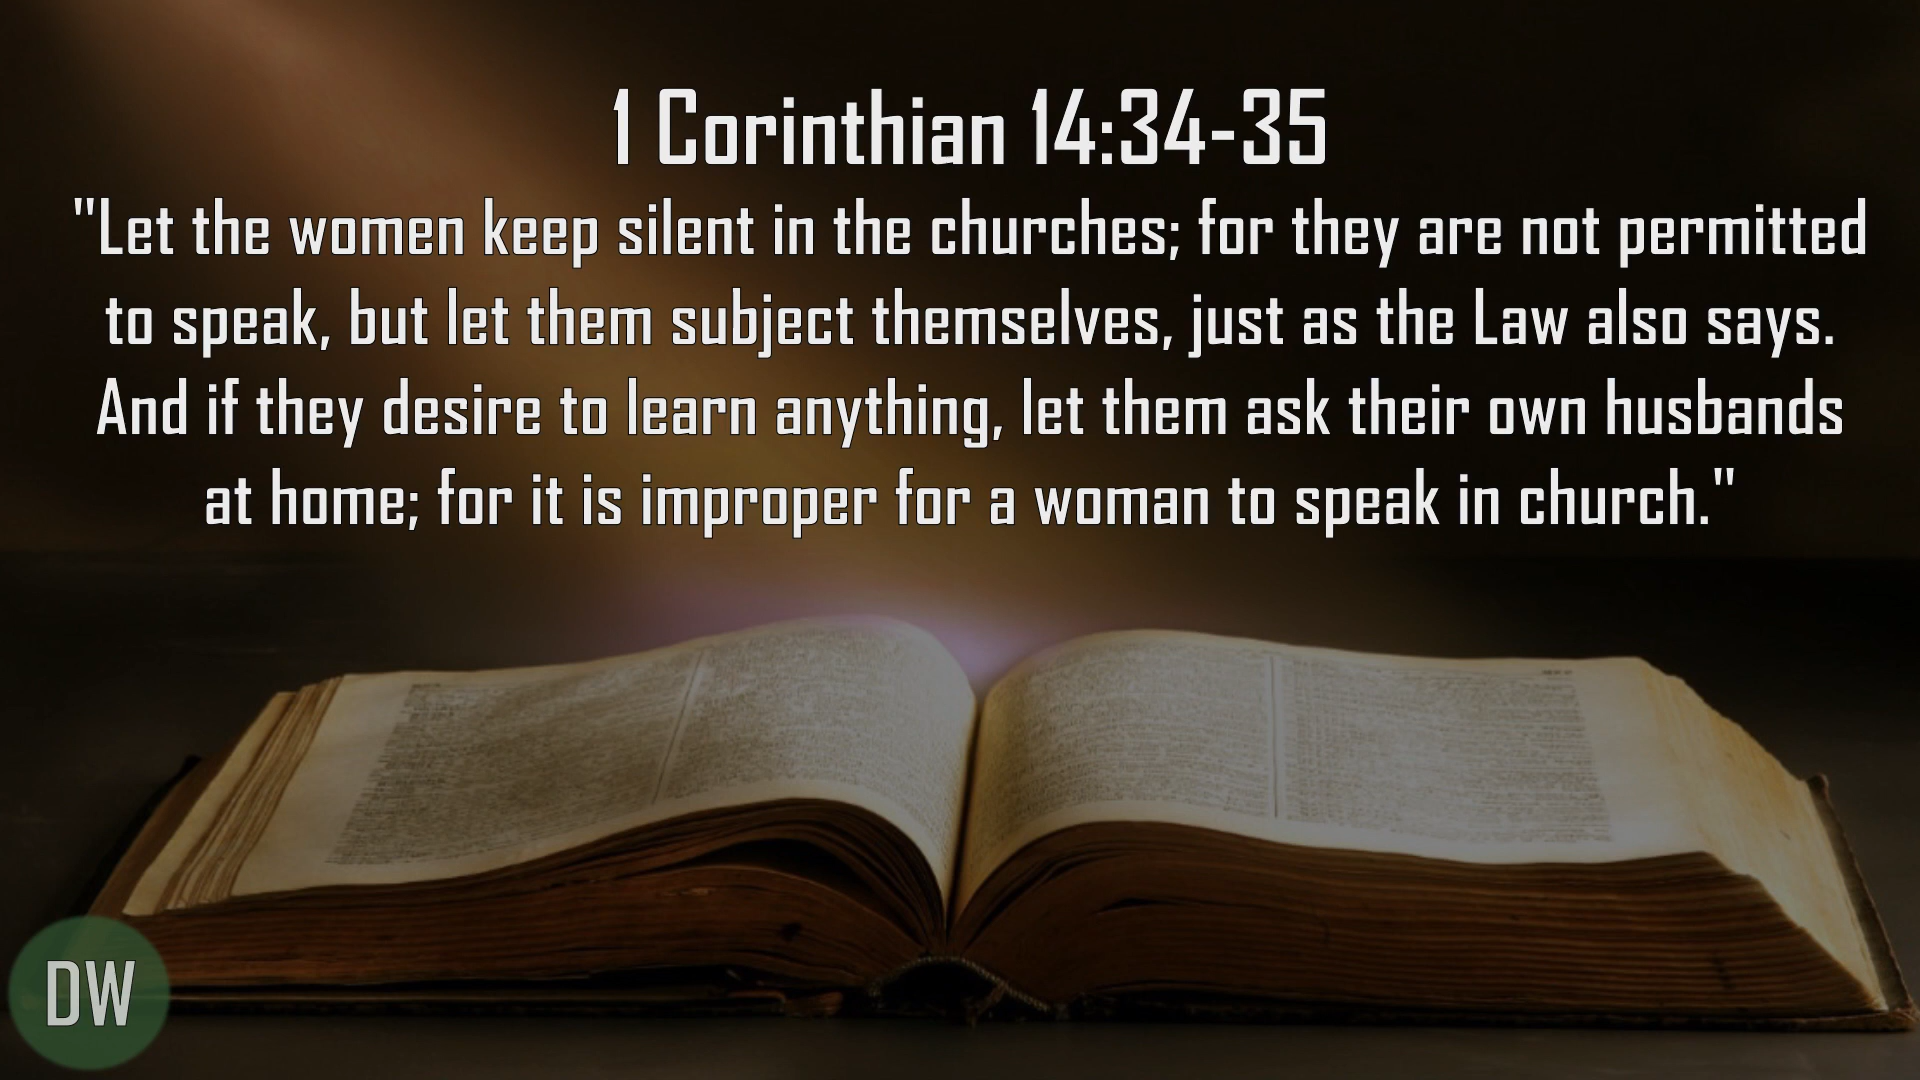 1 Corinthian 14:34-35
"Let the women keep silent in the churches; for they are not permitted
to speak, but let them subject themselves, just as the Law also says.
And if they desire to learn anything, let them ask their own husbands
at home; for it is improper for a woman to speak in church."
DW